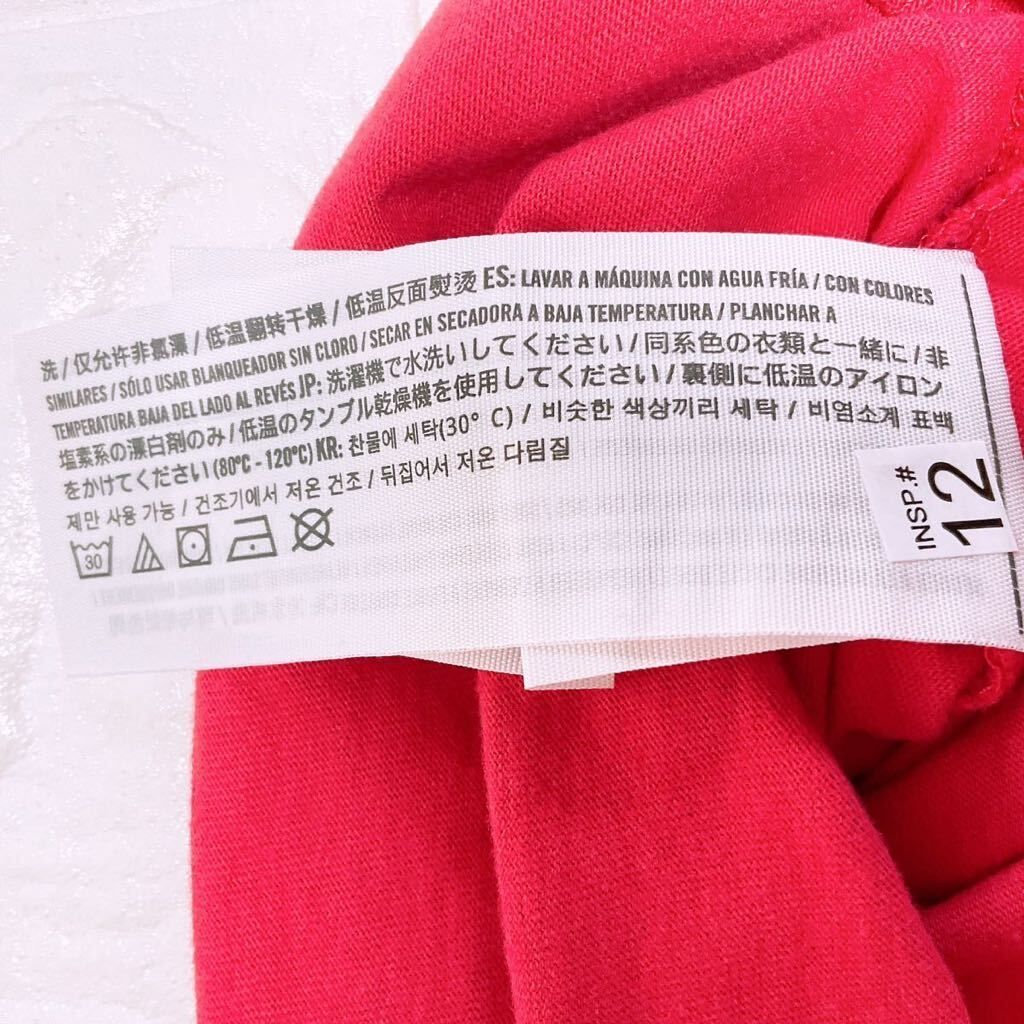 洗/仅允许非氯漂/低温翻转干燥/低温反面熨烫 ES: LAVAR A MÁQUINA CON AGUA FRÍA / CON COLORES
SIMILARES / SÓLO USAR BLANQUEADOR SIN CLORO / SECAR EN SECADORA A BAJA TEMPERATURA / PLANCHAR A
TEMPERATURA BAJA DEL LADO AL REVÉS JP: 洗濯機で水洗いしてください/同系色の衣類と一緒に/非
塩素系の漂白剤のみ/低温のタンブル乾燥機を使用してください/裏側に低温のアイロン
をかけてください (80°C - 120°C) KR: 찬물에 세탁(30° C) / 비슷한 색상끼리 세탁 / 비염소계 표백
제만 사용 가능 / 건조기에서 저온 건조 / 뒤집어서 저온 다림질
30
INSP.#
12